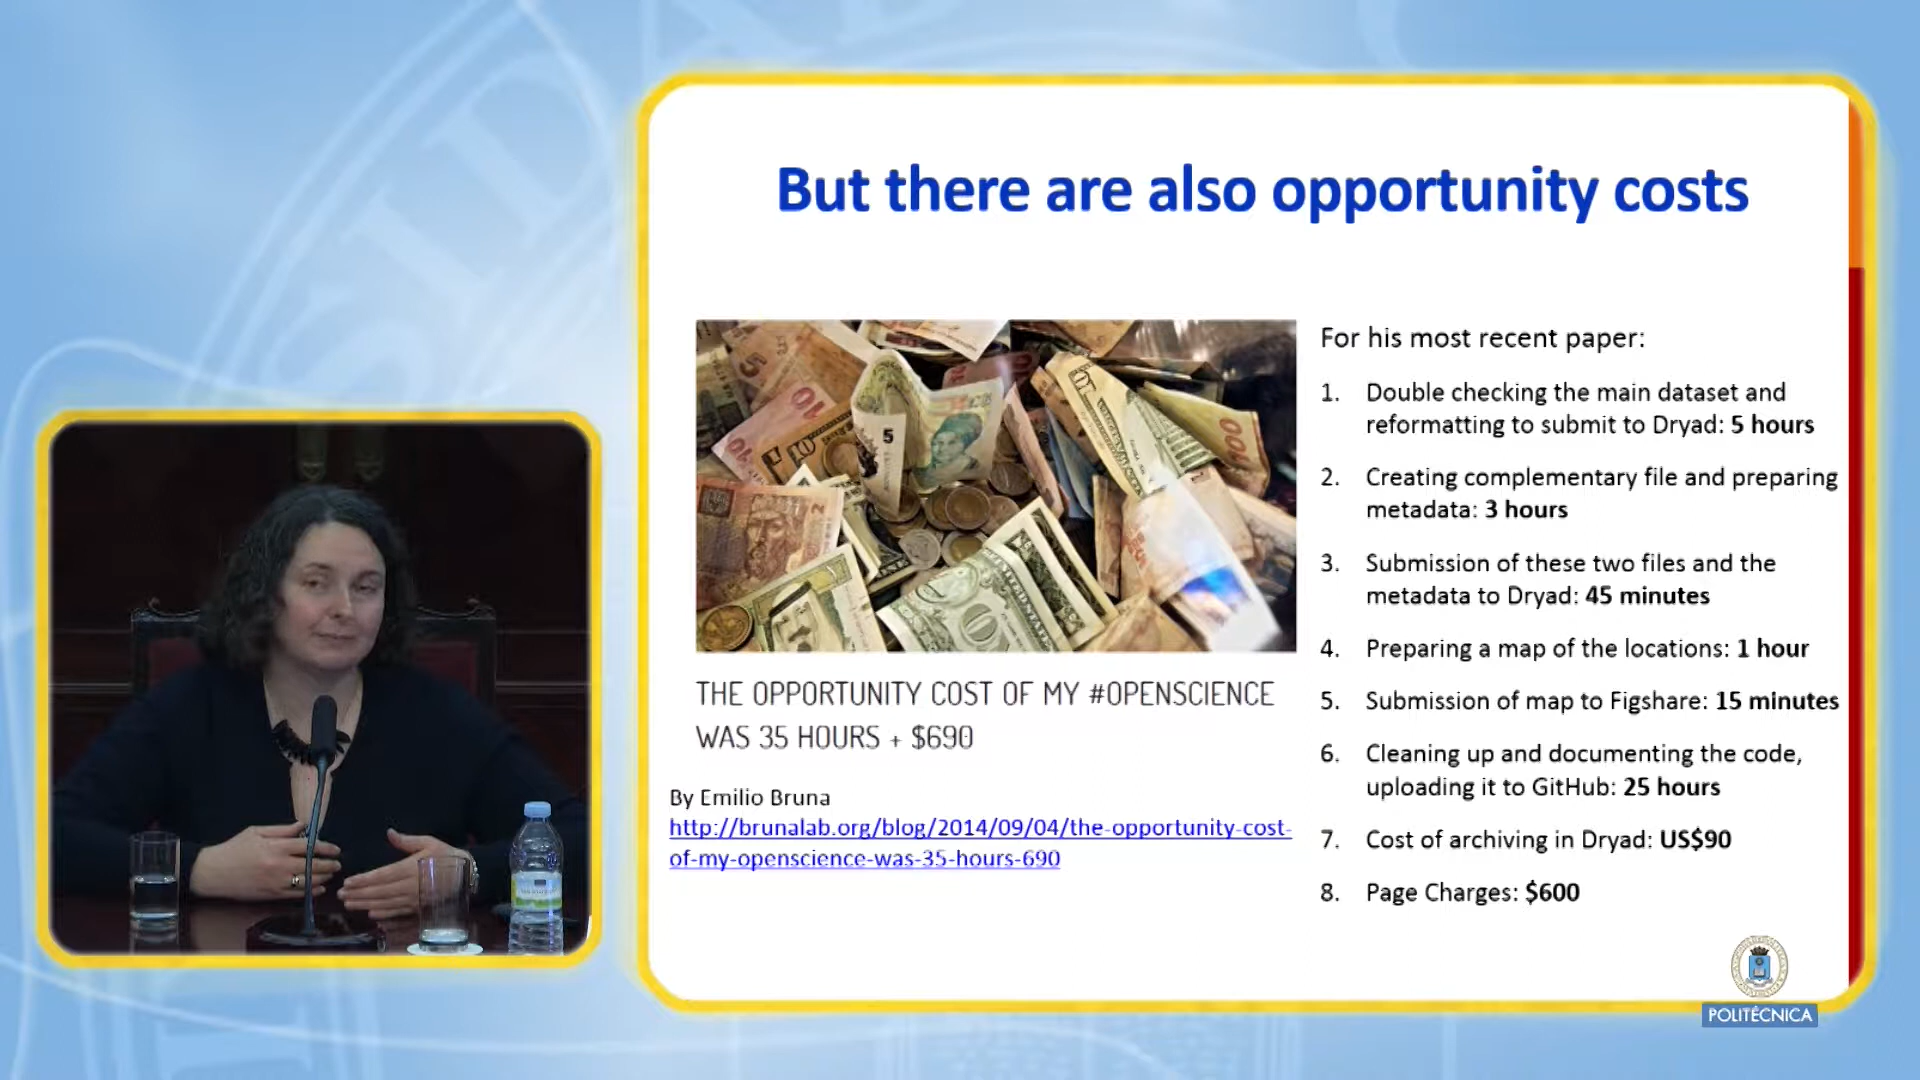 But there are also opportunity costs
THE OPPORTUNITY COST OF MY #OPENSCIENCE
WAS 35 HOURS + $690
By Emilio Bruna
http://brunalab.org/blog/2014/09/04/the-opportunity-cost-
of-my-openscience-was-35-hours-690
For his most recent paper:
1. Double checking the main dataset and
reformatting to submit to Dryad: 5 hours
2. Creating complementary file and preparing
metadata: 3 hours
3. Submission of these two files and the
metadata to Dryad: 45 minutes
4. Preparing a map of the locations: 1 hour
5. Submission of map to Figshare: 15 minutes
6. Cleaning up and documenting the code,
uploading it to GitHub: 25 hours
7. Cost of archiving in Dryad: US$90
8. Page Charges: $600
POLITÉCNICA